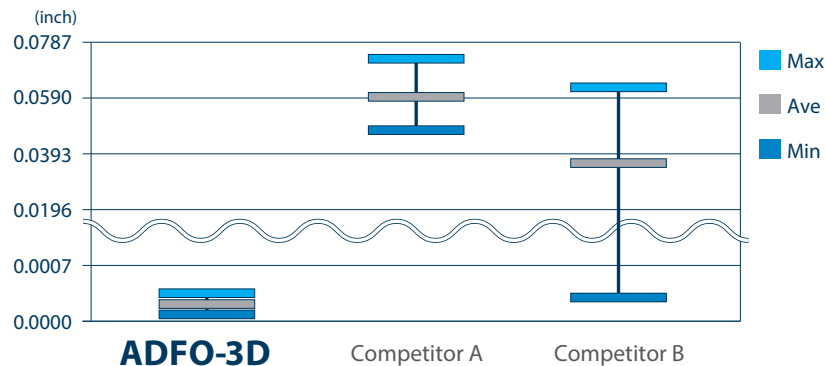 (inch)
0.0787
0.0590
0.0393
0.0196
0.0007
0.0000
Max
Ave
Min
ADFO-3D
Competitor A
Competitor B